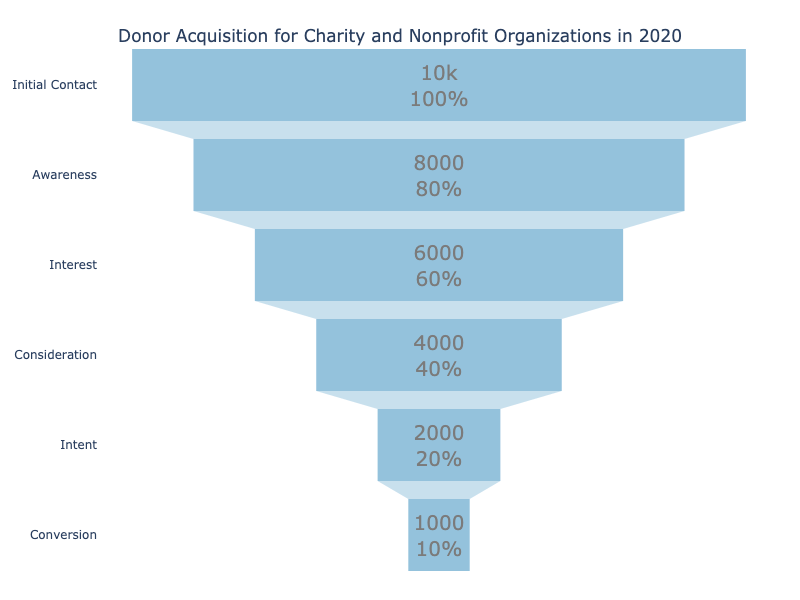 Donor Acquisition for Charity and Nonprofit Organizations in 2020
Initial Contact
10k
100%
Awareness
8000
80%
Interest
6000
60%
Consideration
4000
40%
Intent
2000
20%
Conversion
1000
10%